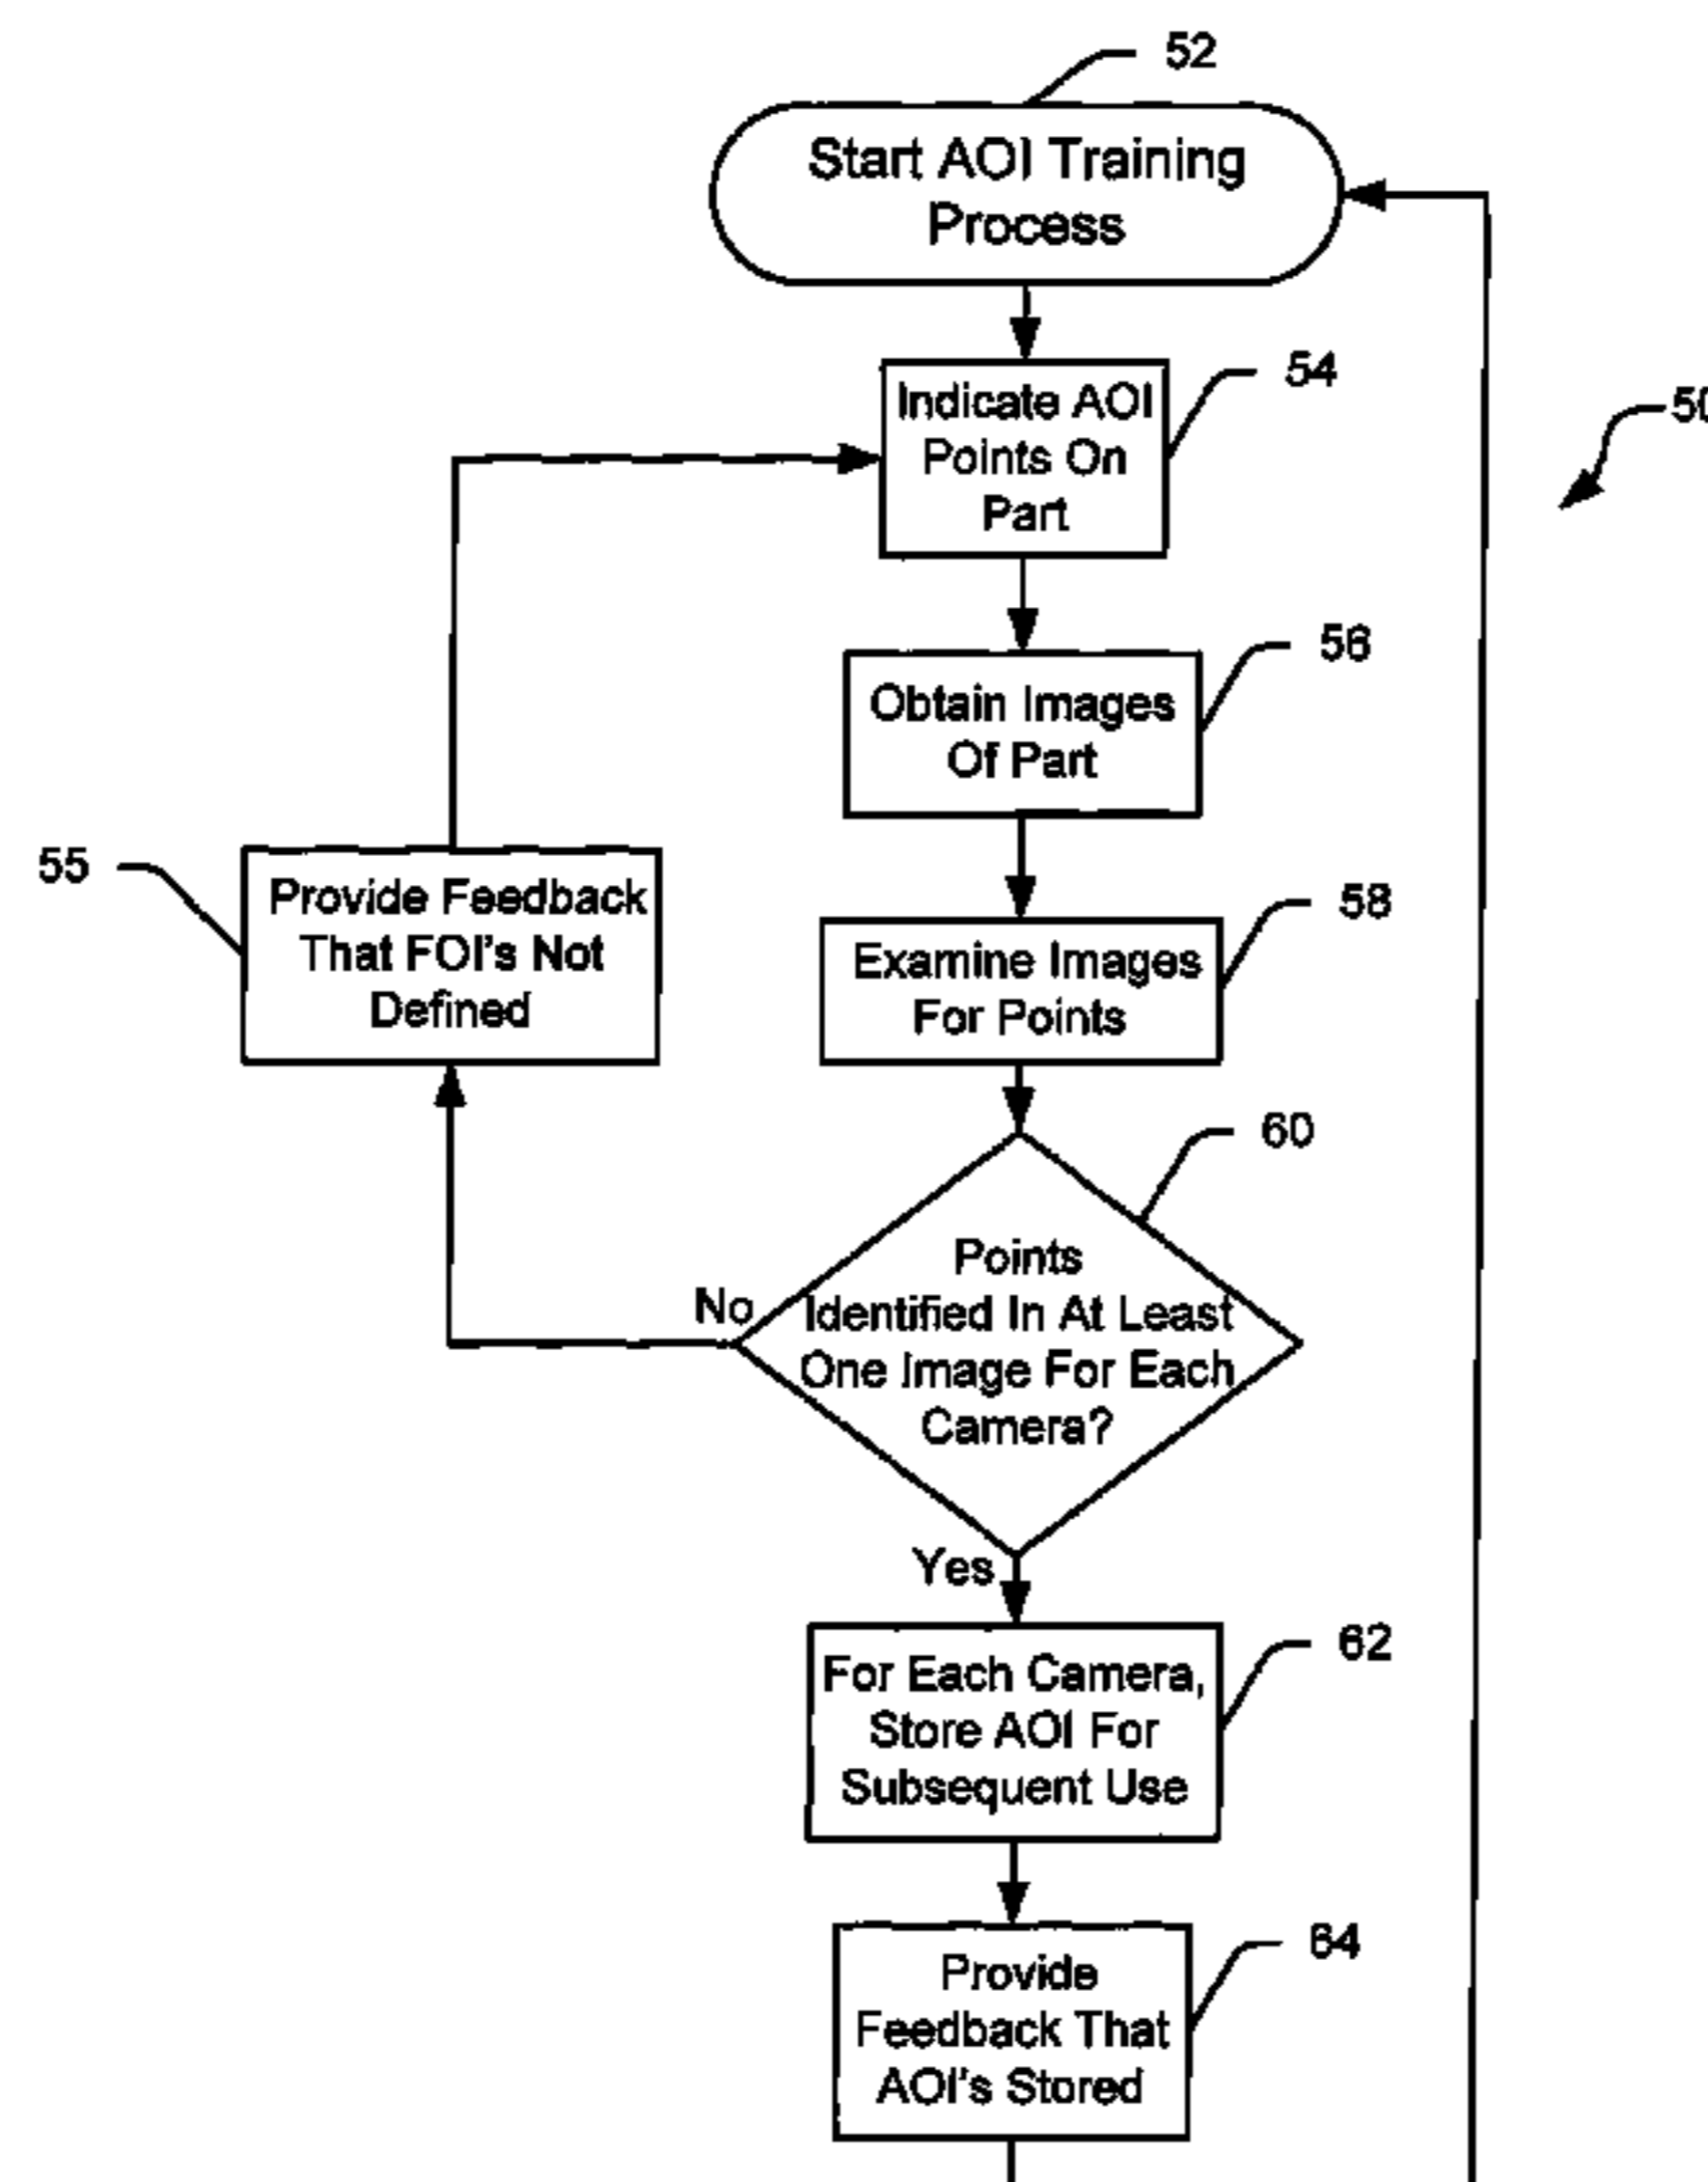 52
Start AOI Training
Process
54
Indicate AOI
Points On
Part
50
56
Obtain Images
Of Part
55
Provide Feedback
That FOI's Not
Defined
58
Examine Images
For Points
60
Points
Identified In At Least
One Image For Each
Camera?
No
Yes
62
For Each Camera,
Store AOI For
Subsequent Use
64
Provide
Feedback That
AOI's Stored